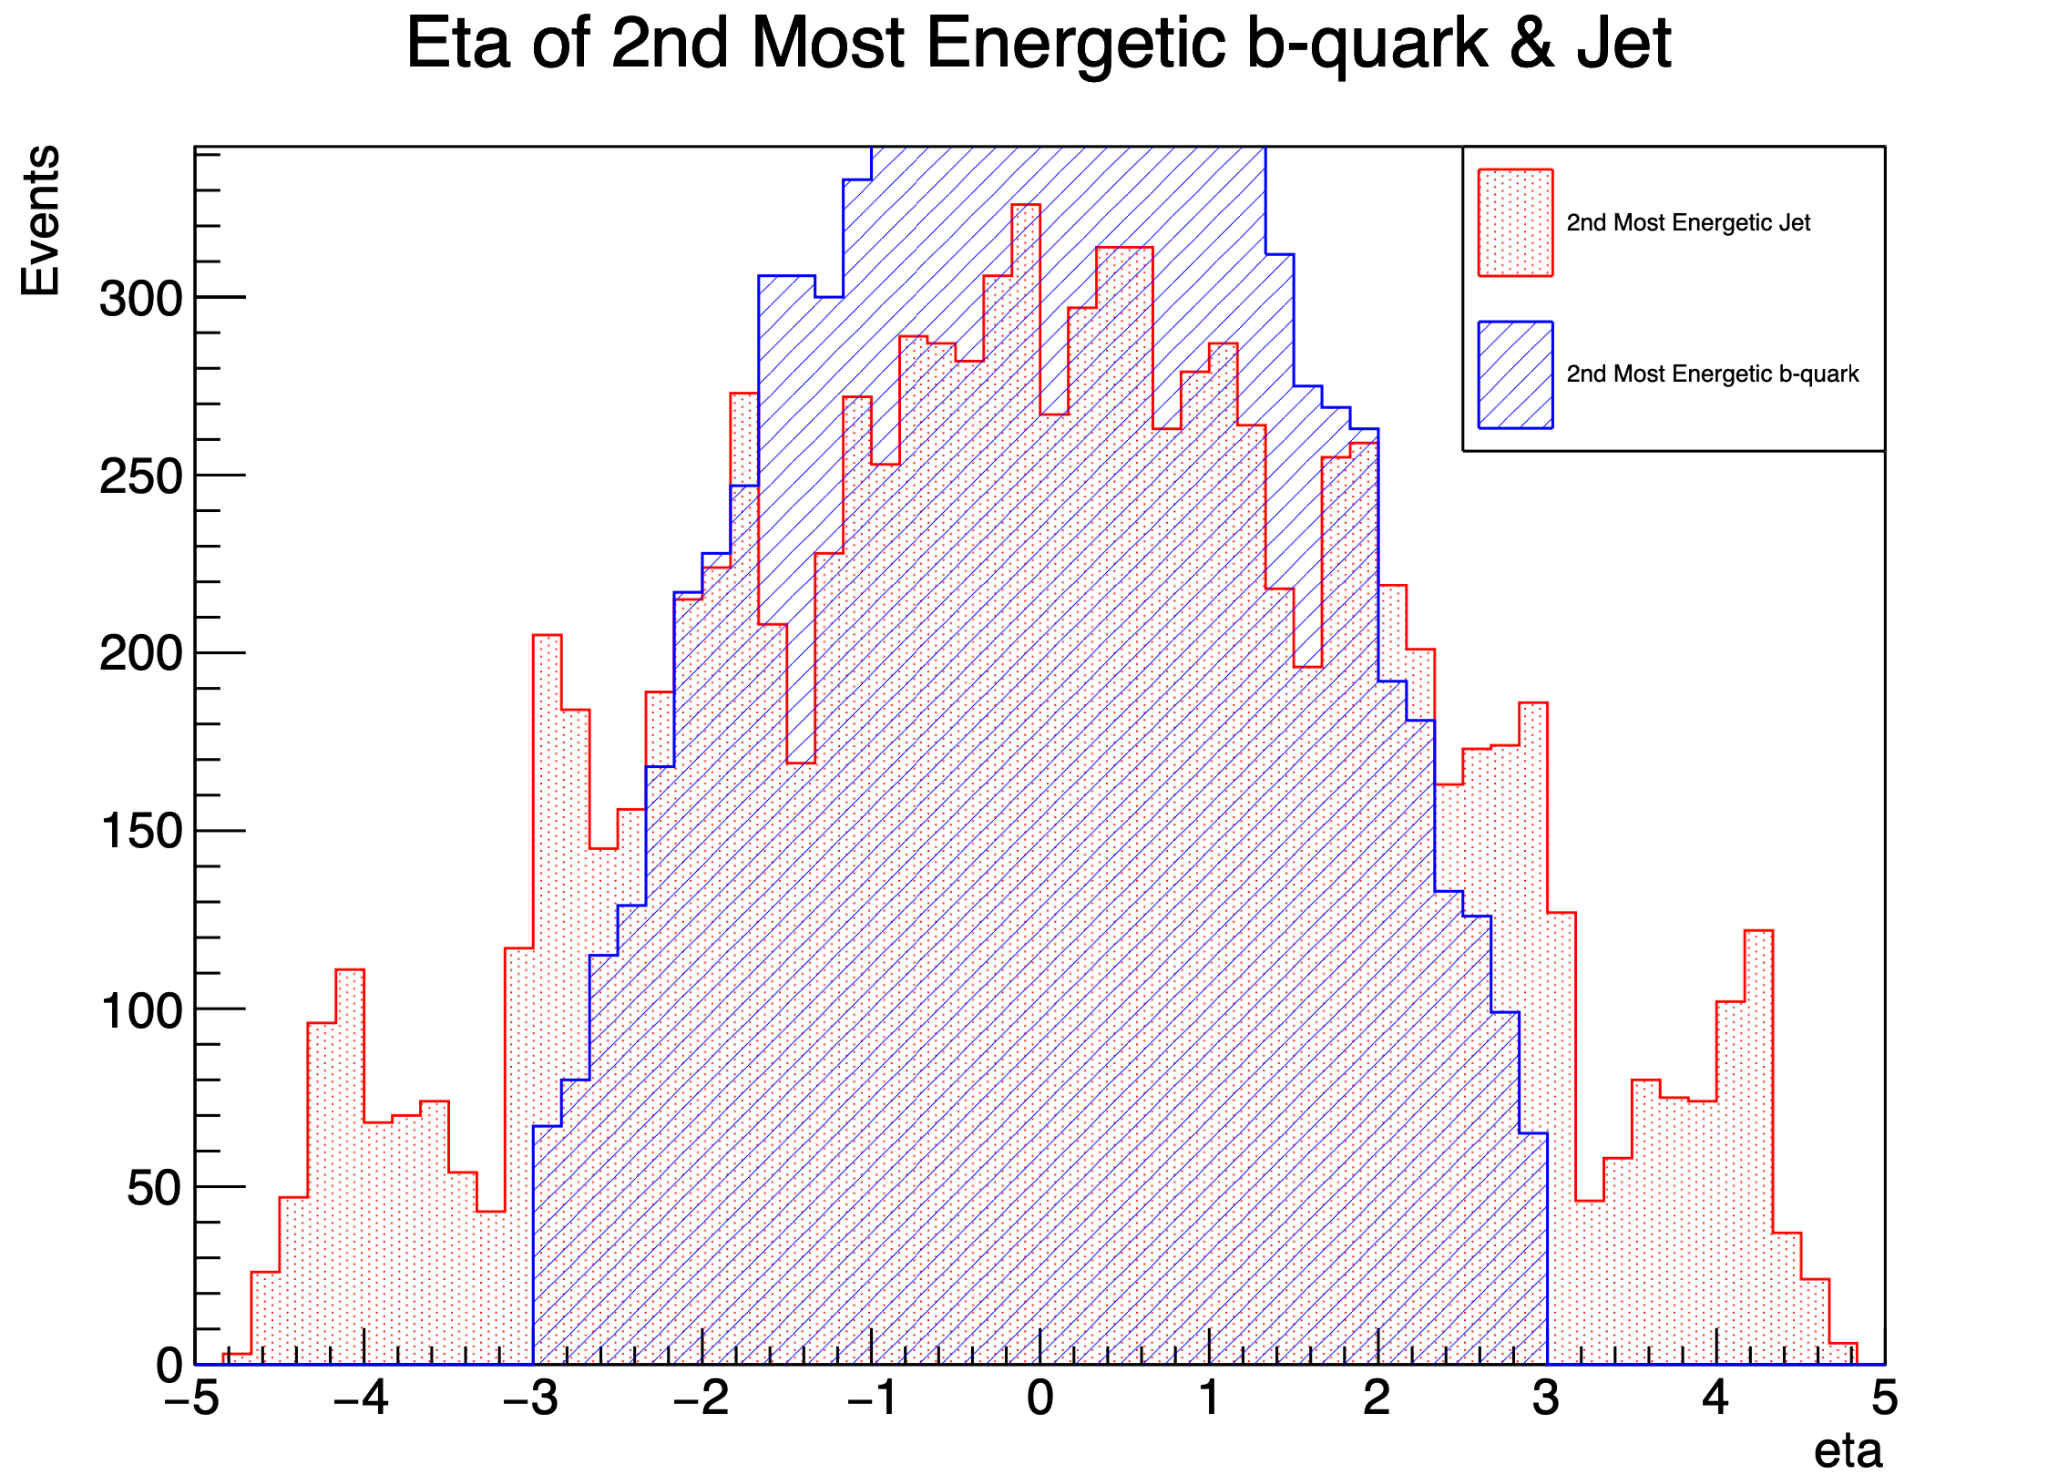 Eta of 2nd Most Energetic b-quark & Jet
Events
2nd Most Energetic Jet
2nd Most Energetic b-quark
300
250
200
150
100
50
0
−5 −4 −3 −2 −1 0 1 2 3 4 5
eta